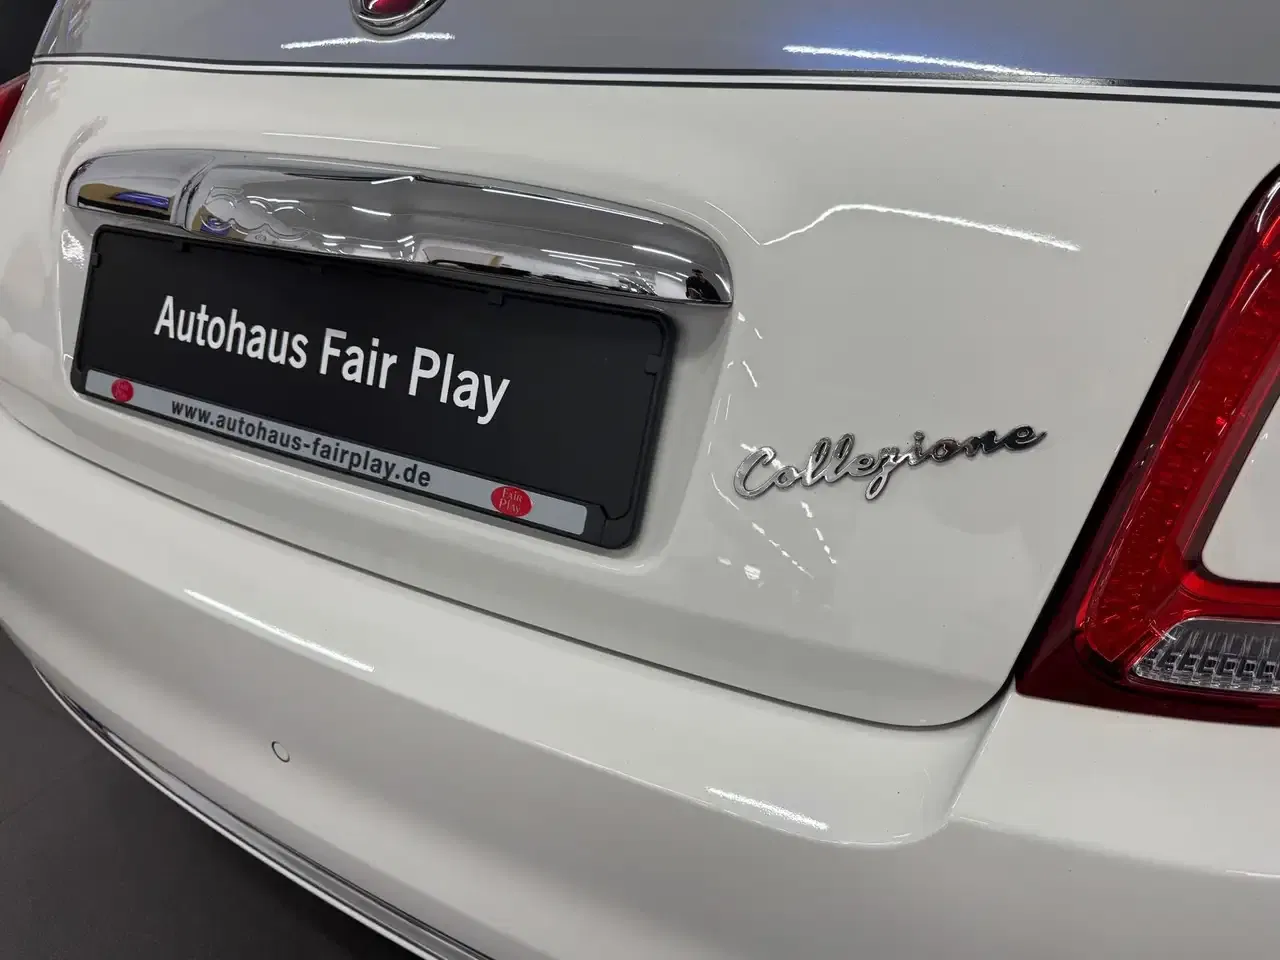 Autohaus Fair Play
www.autohaus-fairplay.de
FAIR
PLAY
Collezione